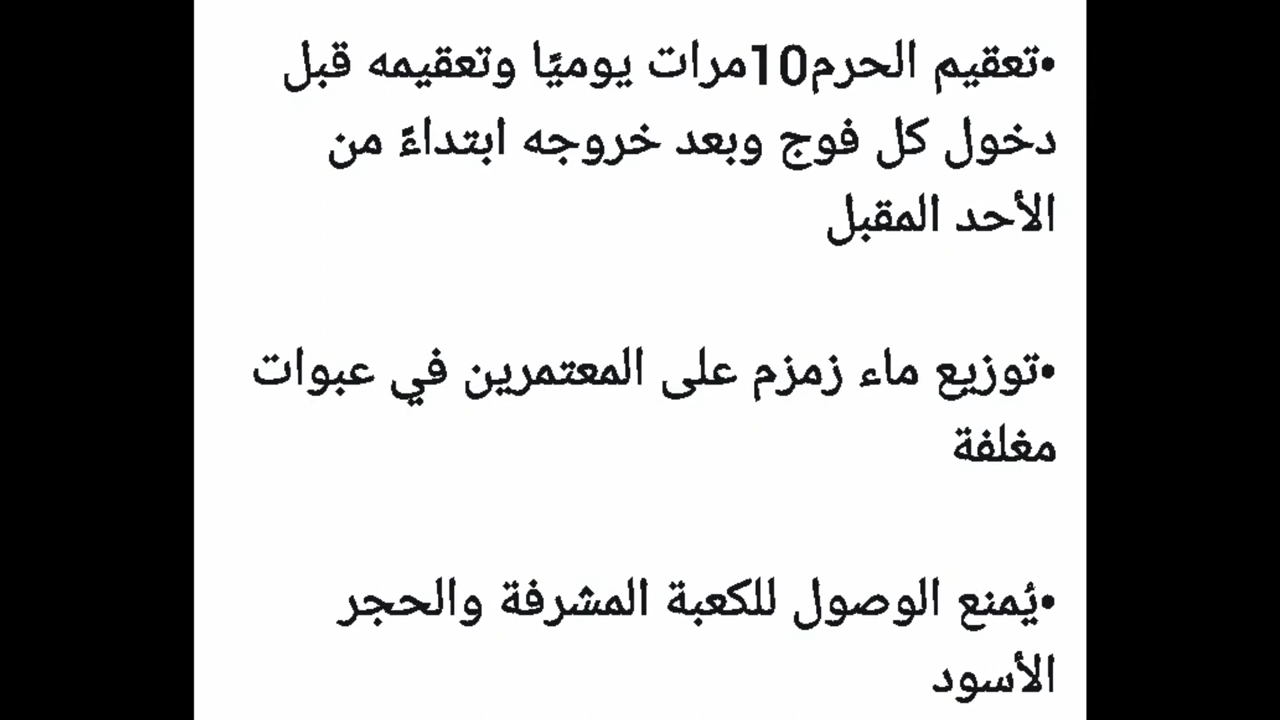 •تعقيم الحرم10مرات يوميًا وتعقيمه قبل
دخول كل فوج وبعد خروجه ابتداءً من
الأحد المقبل
•توزيع ماء زمزم على المعتمرين في عبوات
مغلفة
•يُمنع الوصول للكعبة المشرفة والحجر
الأسود